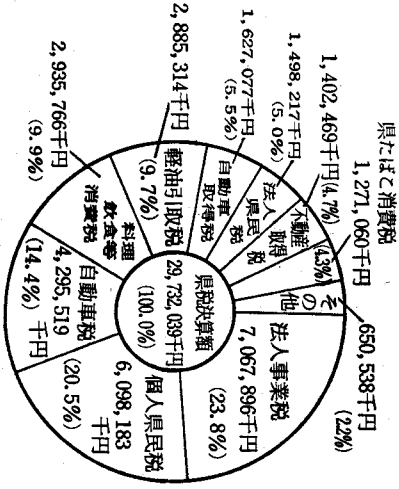 県税決算額
29,732,039千円
(100.0%)
法人事業税
7,067,896千円
(23.8%)
個人県民税
6,098,183
千円
(20.5%)
自動車税
4,295,519
千円
(14.4%)
料理
飲食等
消費税
2,935,766千円
(9.9%)
軽油引取税
(9.7%)
2,885,314千円
自動車
取得税
1,627,077千円
(5.5%)
法人
県民税
1,498,217千円
(5.0%)
不動産
取得税
1,402,469千円(4.7%)
県たばこ消費税
1,271,060千円
(4.3%)
その他
650,538千円
(2.2%)